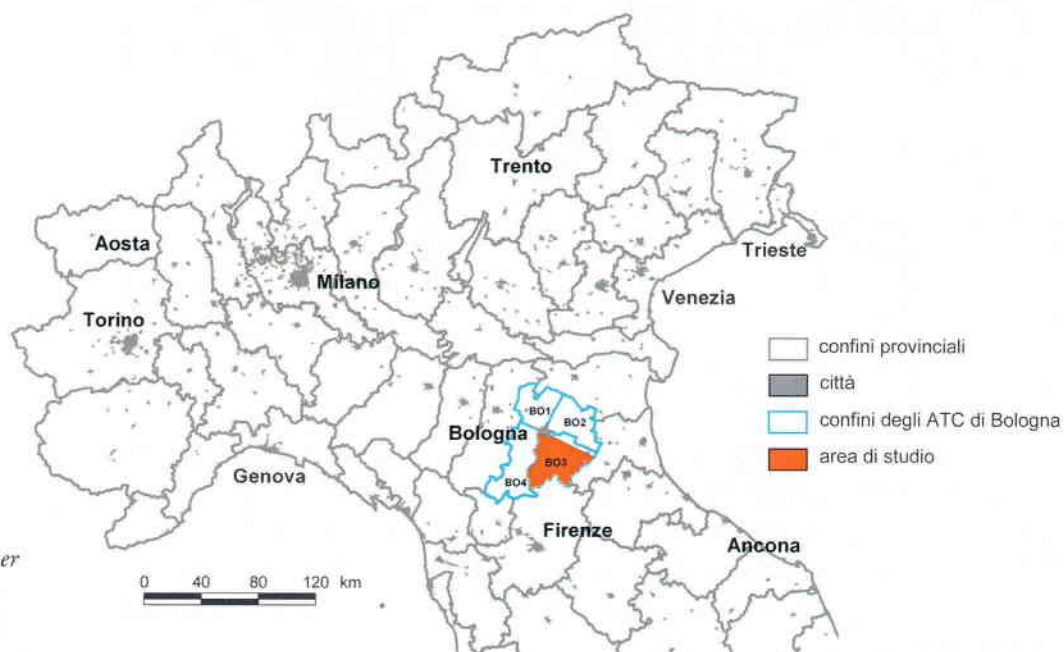 Trento
Aosta
Trieste
Milano
Venezia
Torino
confini provinciali
città
BO1
BO2
confini degli ATC di Bologna
Bologna
BO3
area di studio
Genova
BO4
Firenze
Ancona
er
0 40 80 120 km